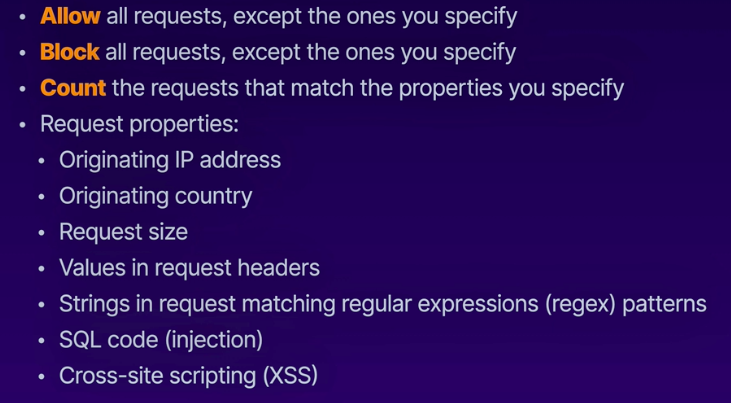 • Allow all requests, except the ones you specify
• Block all requests, except the ones you specify
• Count the requests that match the properties you specify
• Request properties:
• Originating IP address
• Originating country
• Request size
• Values in request headers
• Strings in request matching regular expressions (regex) patterns
• SQL code (injection)
• Cross-site scripting (XSS)